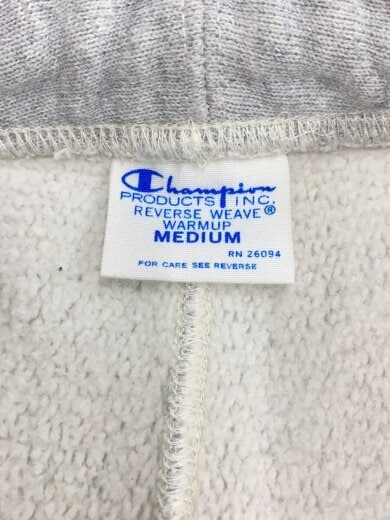 Champion
PRODUCTS INC.
REVERSE WEAVE®
WARMUP
MEDIUM
RN 26094
FOR CARE SEE REVERSE